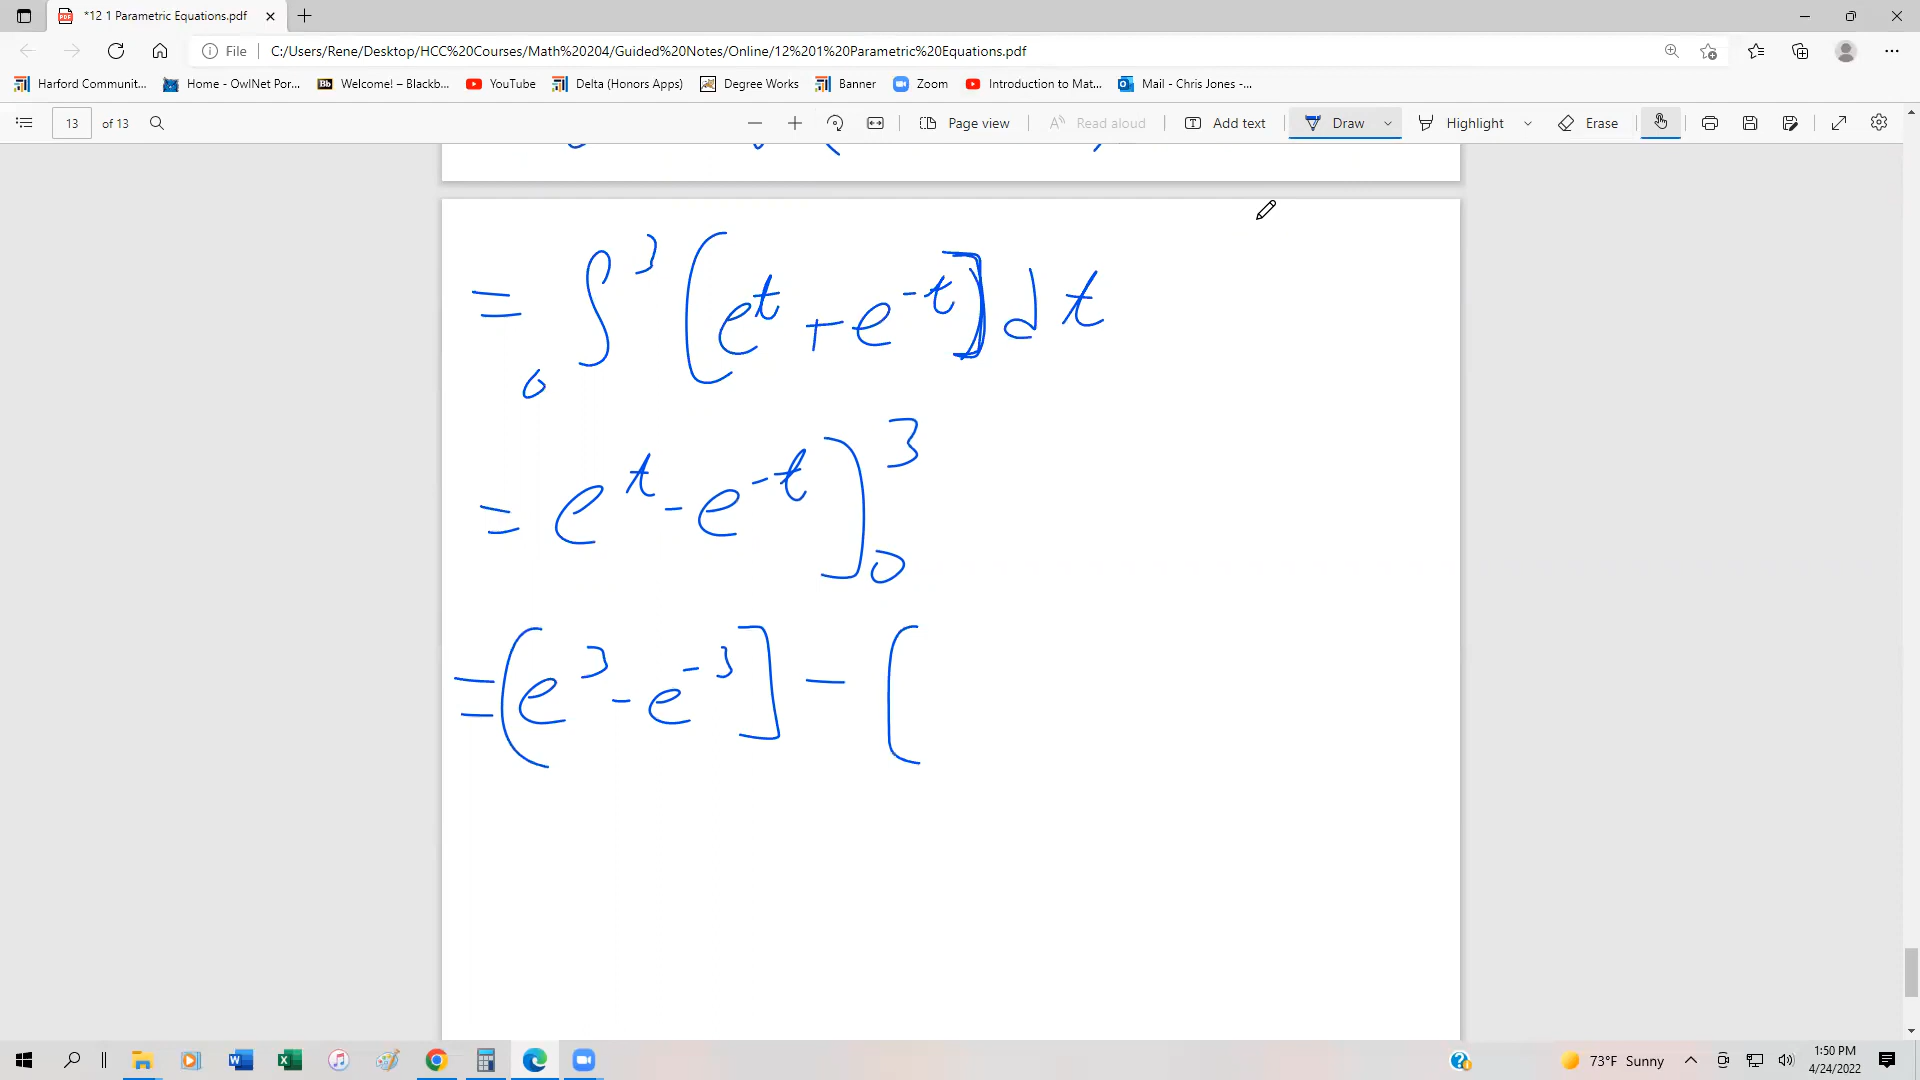 *12 1 Parametric Equations.pdf
File C:/Users/Rene/Desktop/HCC%20Courses/Math%20204/Guided%20Notes/Online/12%201%20Parametric%20Equations.pdf
Harford Communit... Home - OwlNet Por... Bb Welcome! – Blackb... YouTube Delta (Honors Apps) Degree Works Banner Zoom Introduction to Mat... Mail - Chris Jones -...
13 of 13 Page view Read aloud Add text Draw Highlight Erase
= ∫₀³ (e^t + e^-t] dt
= e^t - e^-t]₀³
= (e³ - e^-3] - [
73°F Sunny 1:50 PM
4/24/2022